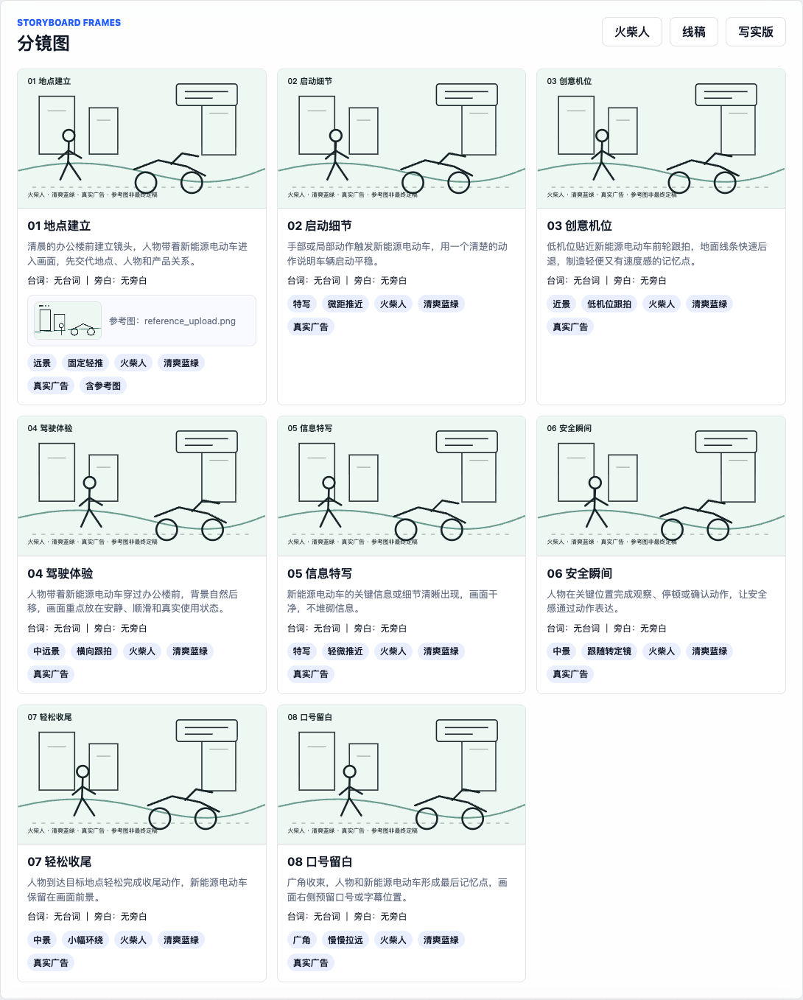 STORYBOARD FRAMES
分镜图
火柴人
线稿
写实版
01 地点建立
火柴人 · 清爽蓝绿 · 真实广告 · 参考图非最终定稿
01 地点建立
清晨的办公楼前建立镜头，人物带着新能源电动车进
入画面，先交代地点、人物和产品关系。
台词：无台词 ｜ 旁白：无旁白
参考图：reference_upload.png
远景
固定轻推
火柴人
清爽蓝绿
真实广告
含参考图
02 启动细节
火柴人 · 清爽蓝绿 · 真实广告 · 参考图非最终定稿
02 启动细节
手部或局部动作触发新能源电动车，用一个清楚的动
作说明车辆启动平稳。
台词：无台词 ｜ 旁白：无旁白
特写
微距推近
火柴人
清爽蓝绿
真实广告
03 创意机位
火柴人 · 清爽蓝绿 · 真实广告 · 参考图非最终定稿
03 创意机位
低机位贴近新能源电动车前轮跟拍，地面线条快速后
退，制造轻便又有速度感的记忆点。
台词：无台词 ｜ 旁白：无旁白
近景
低机位跟拍
火柴人
清爽蓝绿
真实广告
04 驾驶体验
火柴人 · 清爽蓝绿 · 真实广告 · 参考图非最终定稿
04 驾驶体验
人物带着新能源电动车穿过办公楼前，背景自然后
移，画面重点放在安静、顺滑和真实使用状态。
台词：无台词 ｜ 旁白：无旁白
中远景
横向跟拍
火柴人
清爽蓝绿
真实广告
05 信息特写
火柴人 · 清爽蓝绿 · 真实广告 · 参考图非最终定稿
05 信息特写
新能源电动车的关键信息或细节清晰出现，画面干
净，不堆砌信息。
台词：无台词 ｜ 旁白：无旁白
特写
轻微推近
火柴人
清爽蓝绿
真实广告
06 安全瞬间
火柴人 · 清爽蓝绿 · 真实广告 · 参考图非最终定稿
06 安全瞬间
人物在关键位置完成观察、停顿或确认动作，让安全
感通过动作表达。
台词：无台词 ｜ 旁白：无旁白
中景
跟随转定镜
火柴人
清爽蓝绿
真实广告
07 轻松收尾
火柴人 · 清爽蓝绿 · 真实广告 · 参考图非最终定稿
07 轻松收尾
人物到达目标地点轻松完成收尾动作，新能源电动车
保留在画面前景。
台词：无台词 ｜ 旁白：无旁白
中景
小幅环绕
火柴人
清爽蓝绿
真实广告
08 口号留白
火柴人 · 清爽蓝绿 · 真实广告 · 参考图非最终定稿
08 口号留白
广角收束，人物和新能源电动车形成最后记忆点，画
面右侧预留口号或字幕位置。
台词：无台词 ｜ 旁白：无旁白
广角
慢慢拉远
火柴人
清爽蓝绿
真实广告